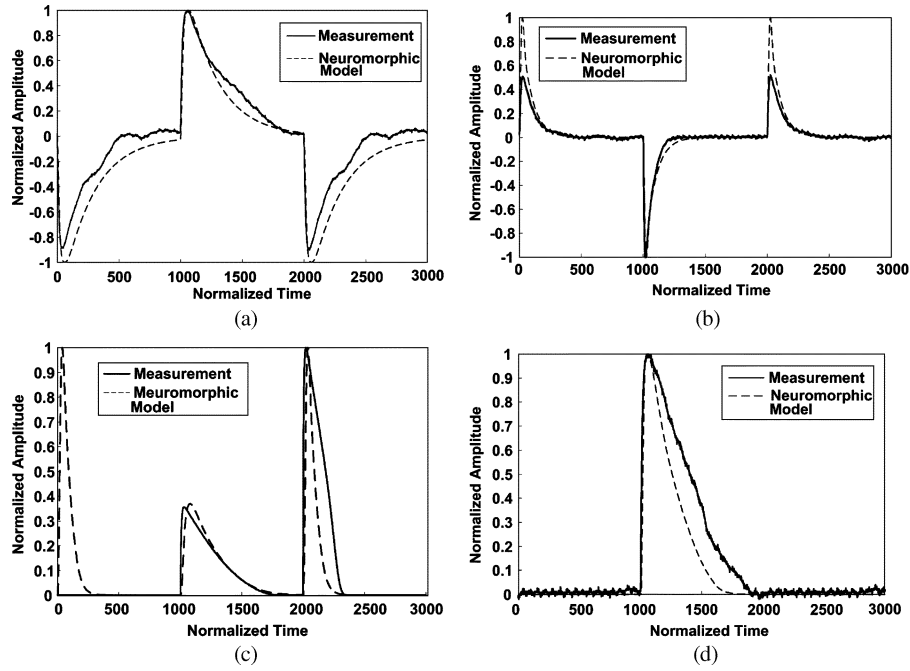 1
0.8
0.6
0.4
0.2
0
-0.2
-0.4
-0.6
-0.8
-1
Normalized Amplitude
Measurement
Neuromorphic
Model
0 500 1000 1500 2000 2500 3000
Normalized Time
(a)
1
0.8
0.6
0.4
0.2
0
-0.2
-0.4
-0.6
-0.8
-1
Normalized Amplitude
Measurement
Neuromorphic
Model
0 500 1000 1500 2000 2500 3000
Normalized Time
(b)
1
0.9
0.8
0.7
0.6
0.5
0.4
0.3
0.2
0.1
0
Normalized Amplitude
Measurement
Meuromorphic
Model
0 500 1000 1500 2000 2500 3000
Normalized Time
(c)
1
0.9
0.8
0.7
0.6
0.5
0.4
0.3
0.2
0.1
0
Normalized Amplitude
Measurement
Neuromorphic
Model
0 500 1000 1500 2000 2500 3000
Normalized Time
(d)